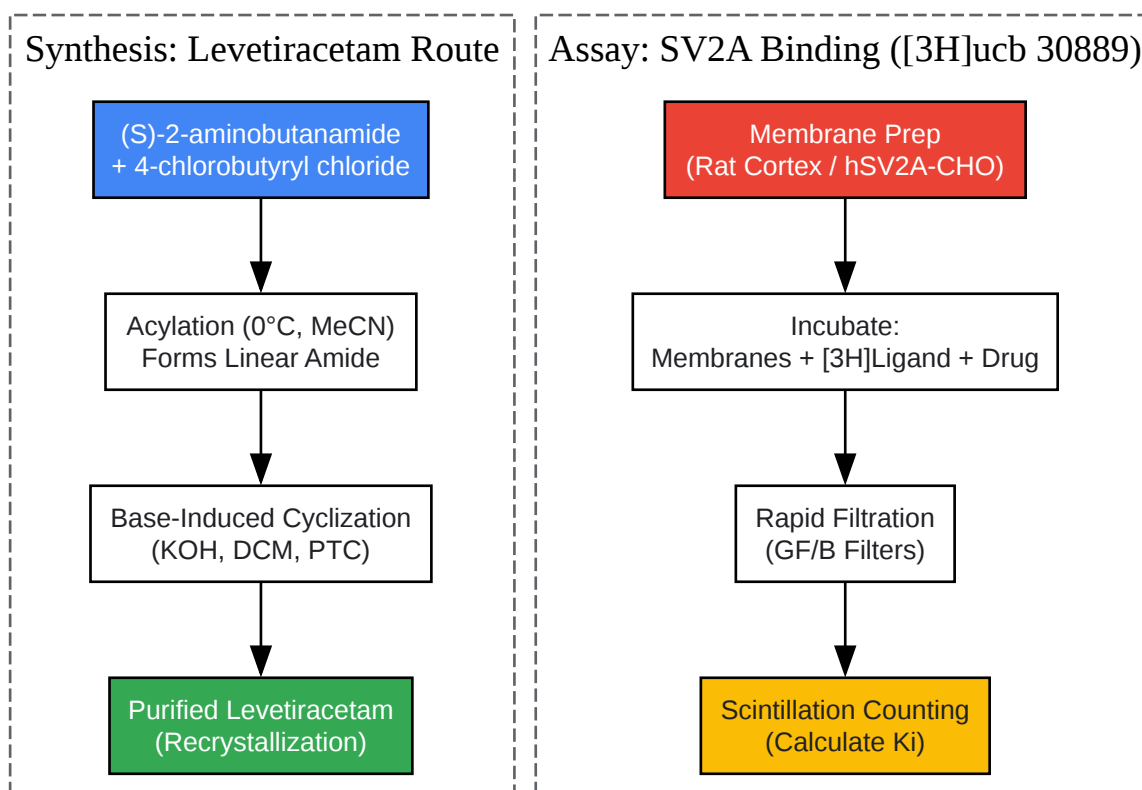 Synthesis: Levetiracetam Route
(S)-2-aminobutanamide
+ 4-chlorobutyryl chloride
Acylation (0°C, MeCN)
Forms Linear Amide
Base-Induced Cyclization
(KOH, DCM, PTC)
Purified Levetiracetam
(Recrystallization)
Assay: SV2A Binding ([3H]ucb 30889)
Membrane Prep
(Rat Cortex / hSV2A-CHO)
Incubate:
Membranes + [3H]Ligand + Drug
Rapid Filtration
(GF/B Filters)
Scintillation Counting
(Calculate Ki)